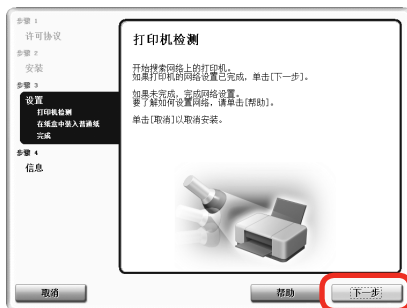 步骤 1
许可协议
步骤 2
安装
步骤 3
设置
打印机检测
在纸盒中装入普通纸
完成
步骤 4
信息
打印机检测
开始搜索网络上的打印机。
如果打印机的网络设置已完成，单击[下一步]。
如果未完成，完成网络设置。
要了解如何设置网络，请单击[帮助]。
单击[取消]以取消安装。
取消
帮助
下一步